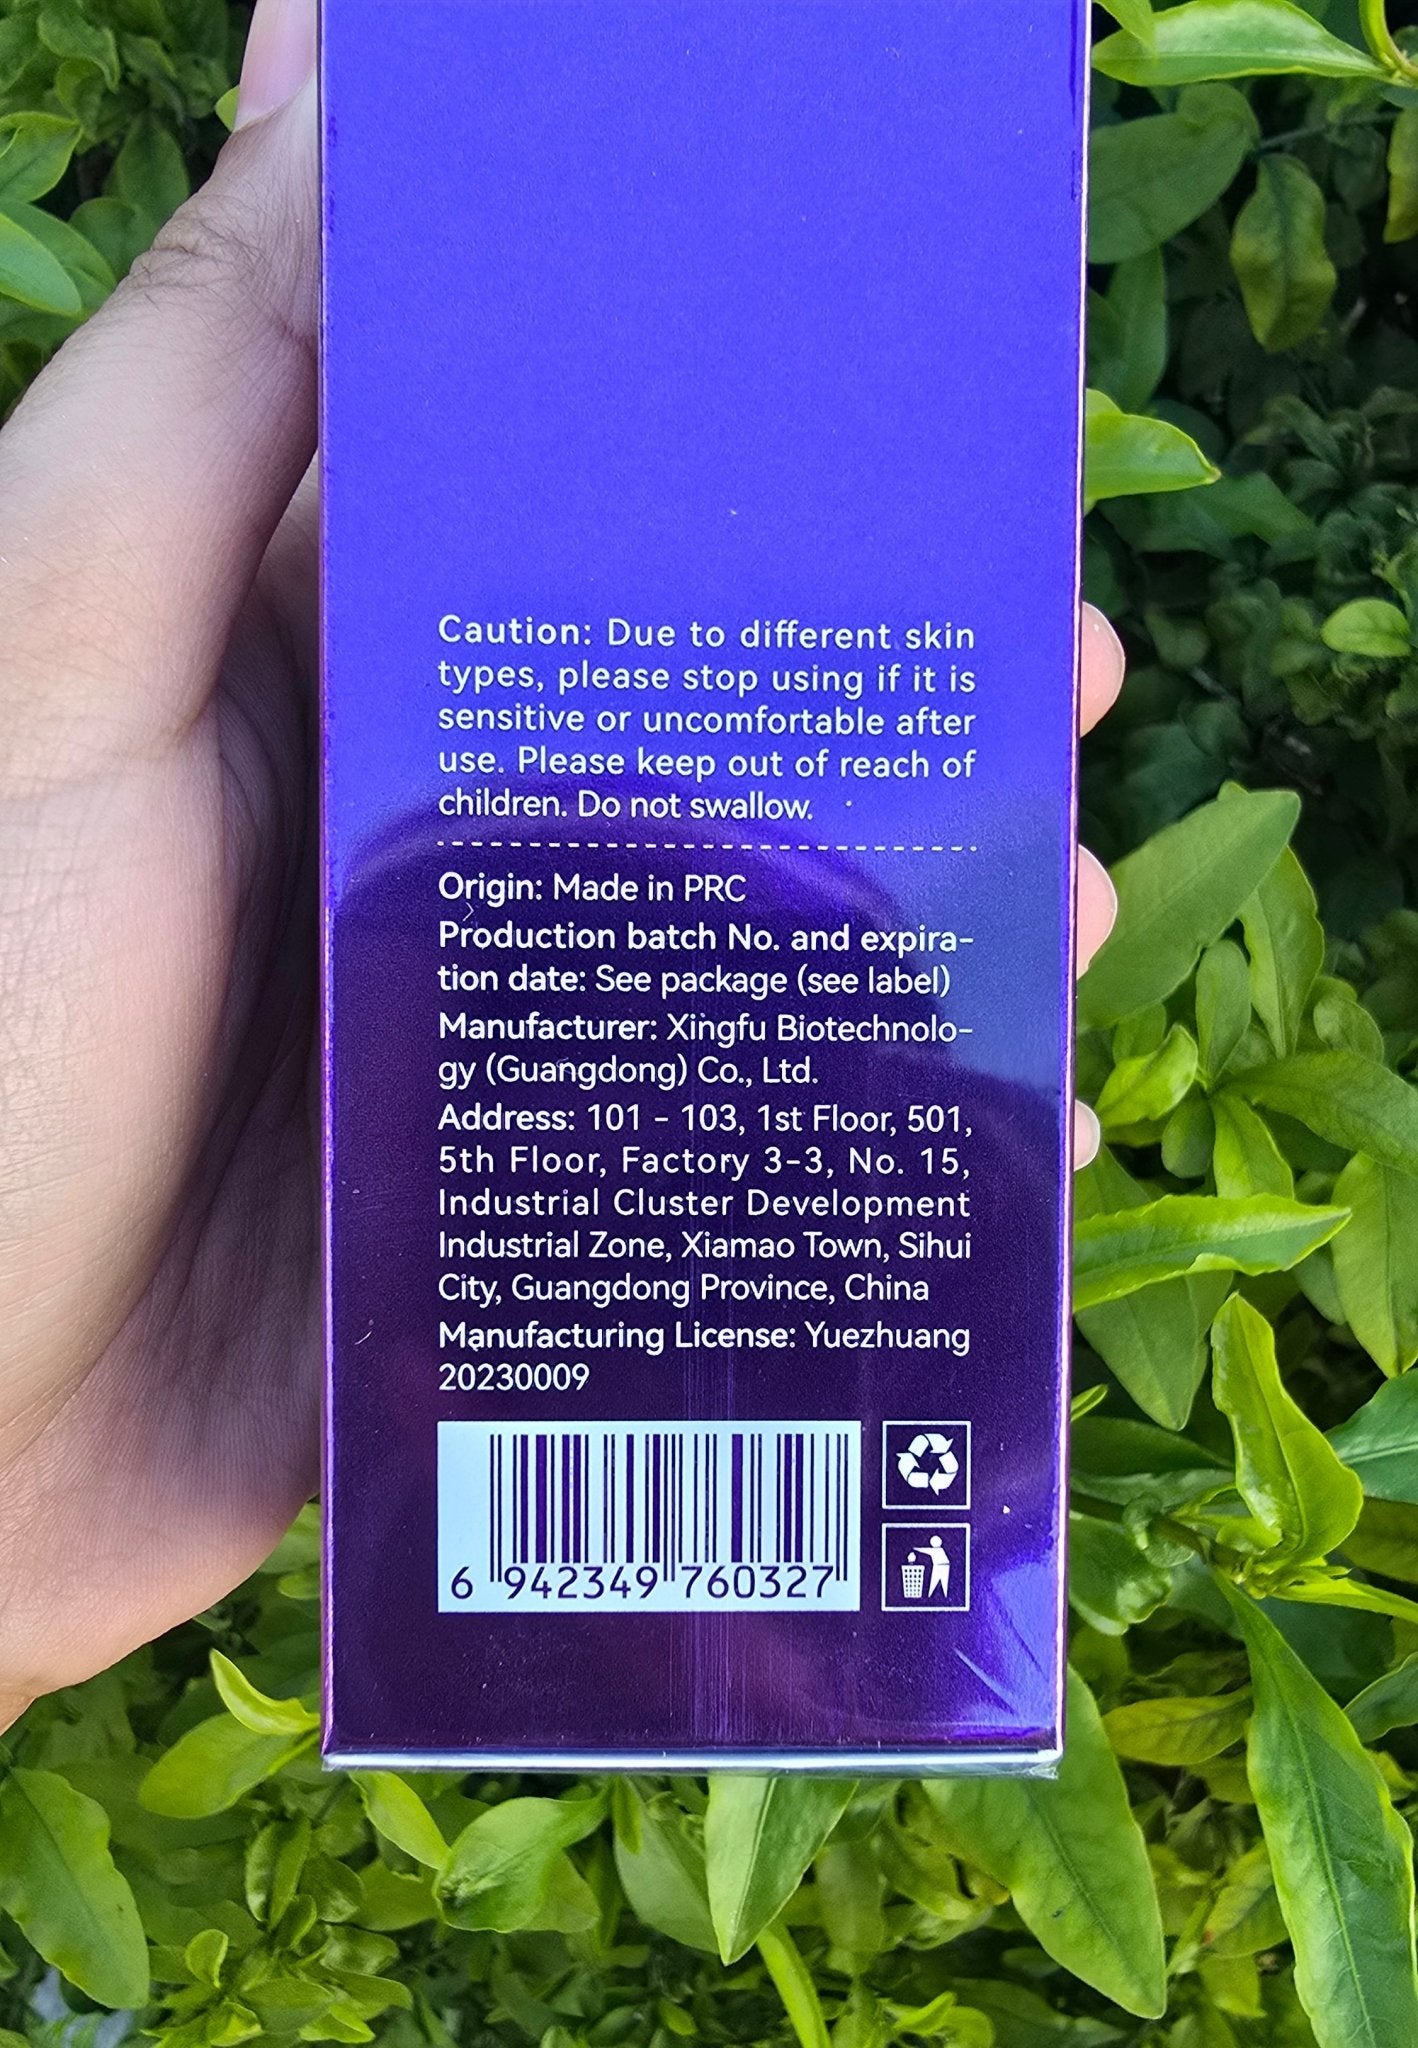 Caution: Due to different skin
types, please stop using if it is
sensitive or uncomfortable after
use. Please keep out of reach of
children. Do not swallow.
Origin: Made in PRC
Production batch No. and expira-
tion date: See package (see label)
Manufacturer: Xingfu Biotechnolo-
gy (Guangdong) Co., Ltd.
Address: 101 - 103, 1st Floor, 501,
5th Floor, Factory 3-3, No. 15,
Industrial Cluster Development
Industrial Zone, Xiamao Town, Sihui
City, Guangdong Province, China
Manufacturing License: Yuezhuang
20230009
6 942349 760327